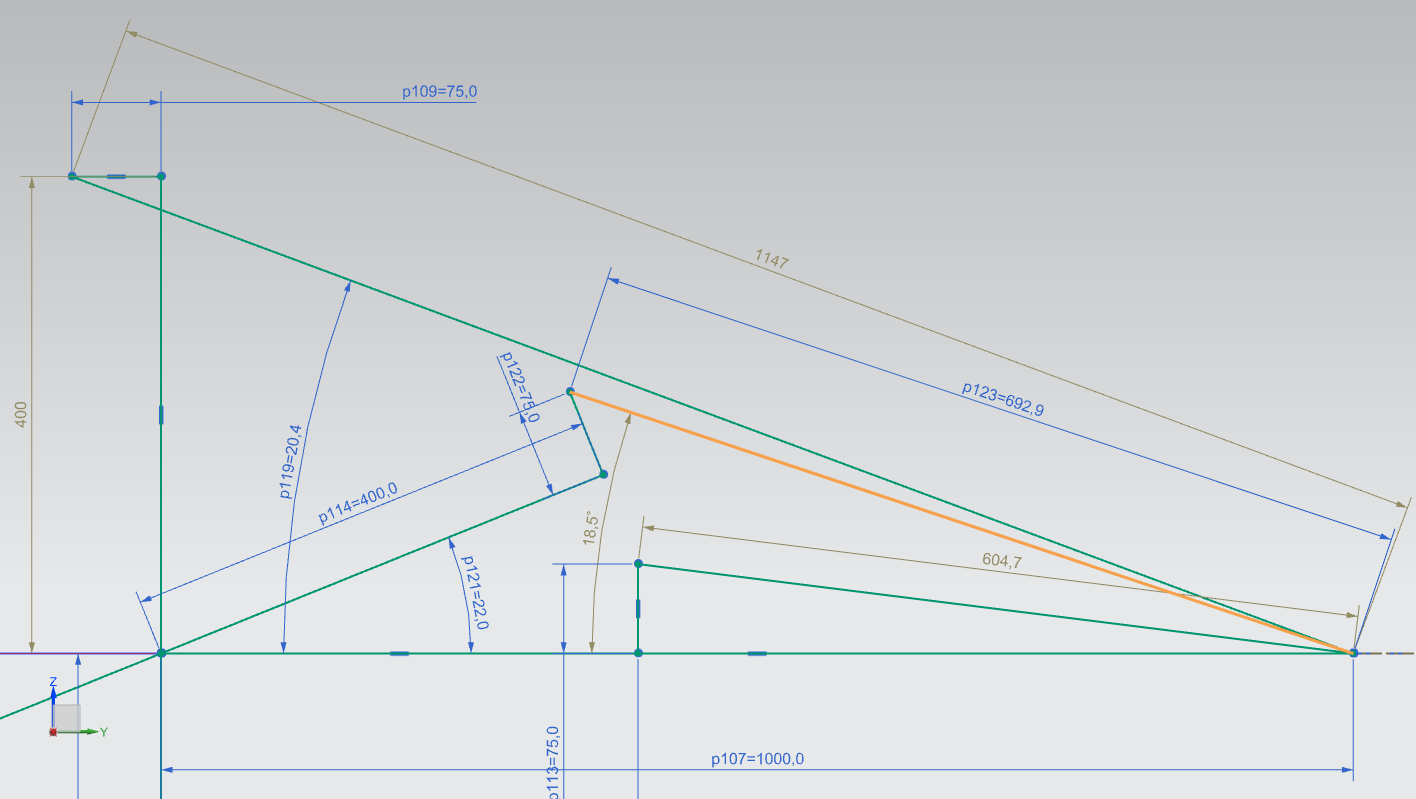 p109=75,0
1147
p123=692,9
p122=75,0
400
p119=20,4
p114=400,0
18,5°
604,7
p121=22,0
Z
Y
p113=75,0
p107=1000,0